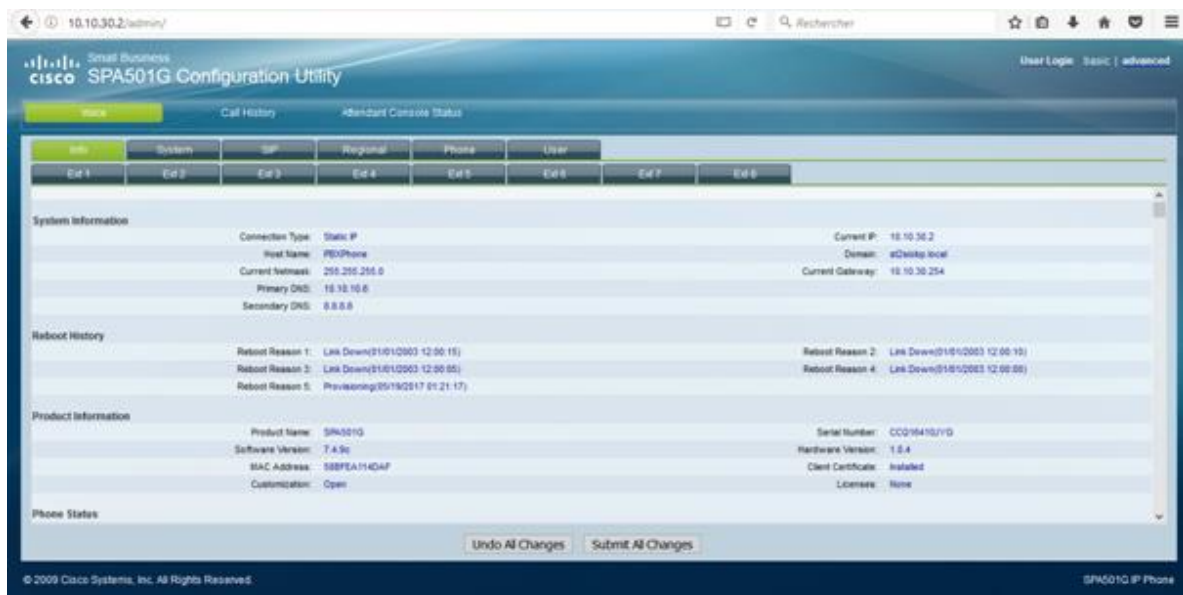 10.10.30.2/admin/
Rechercher
Small Business
cisco SPA501G Configuration Utility
User Login basic | advanced
Voice Call History Attendant Console Status
Info System SIP Regional Phone User
Ext 1 Ext 2 Ext 3 Ext 4 Ext 5 Ext 6 Ext 7 Ext 8
System Information
Connection Type: Static IP Current IP: 10.10.30.2
Host Name: PBXPhone Domain:
Current Netmask: 255.255.255.0 Current Gateway: 10.10.30.254
Primary DNS: 10.10.10.6
Secondary DNS: 8.8.8.8
Reboot History
Reboot Reason 1: Link Down(01/01/2003 12:00:15) Reboot Reason 2: Link Down(01/01/2003 12:00:10)
Reboot Reason 3: Link Down(01/01/2003 12:00:05) Reboot Reason 4: Link Down(01/01/2003 12:00:00)
Reboot Reason 5: Provisioning(05/19/2017 01:21:17)
Product Information
Product Name: SPA501G Serial Number:
Software Version: 7.4.9c Hardware Version: 1.0.4
MAC Address: Client Certificate: Installed
Customization: Open Licenses: None
Phone Status
Undo All Changes Submit All Changes
© 2009 Cisco Systems, Inc. All Rights Reserved. SPA501G IP Phone